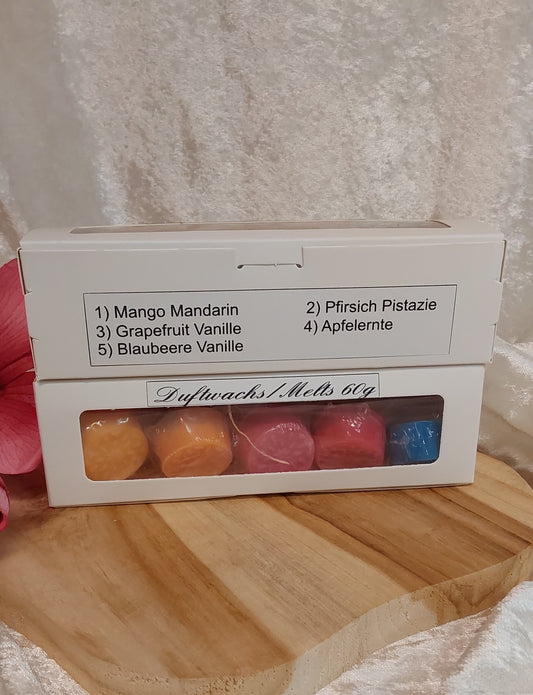 1) Mango Mandarin 2) Pfirsich Pistazie
3) Grapefruit Vanille 4) Apfelernte
5) Blaubeere Vanille
Duftwachs/Melts 60g